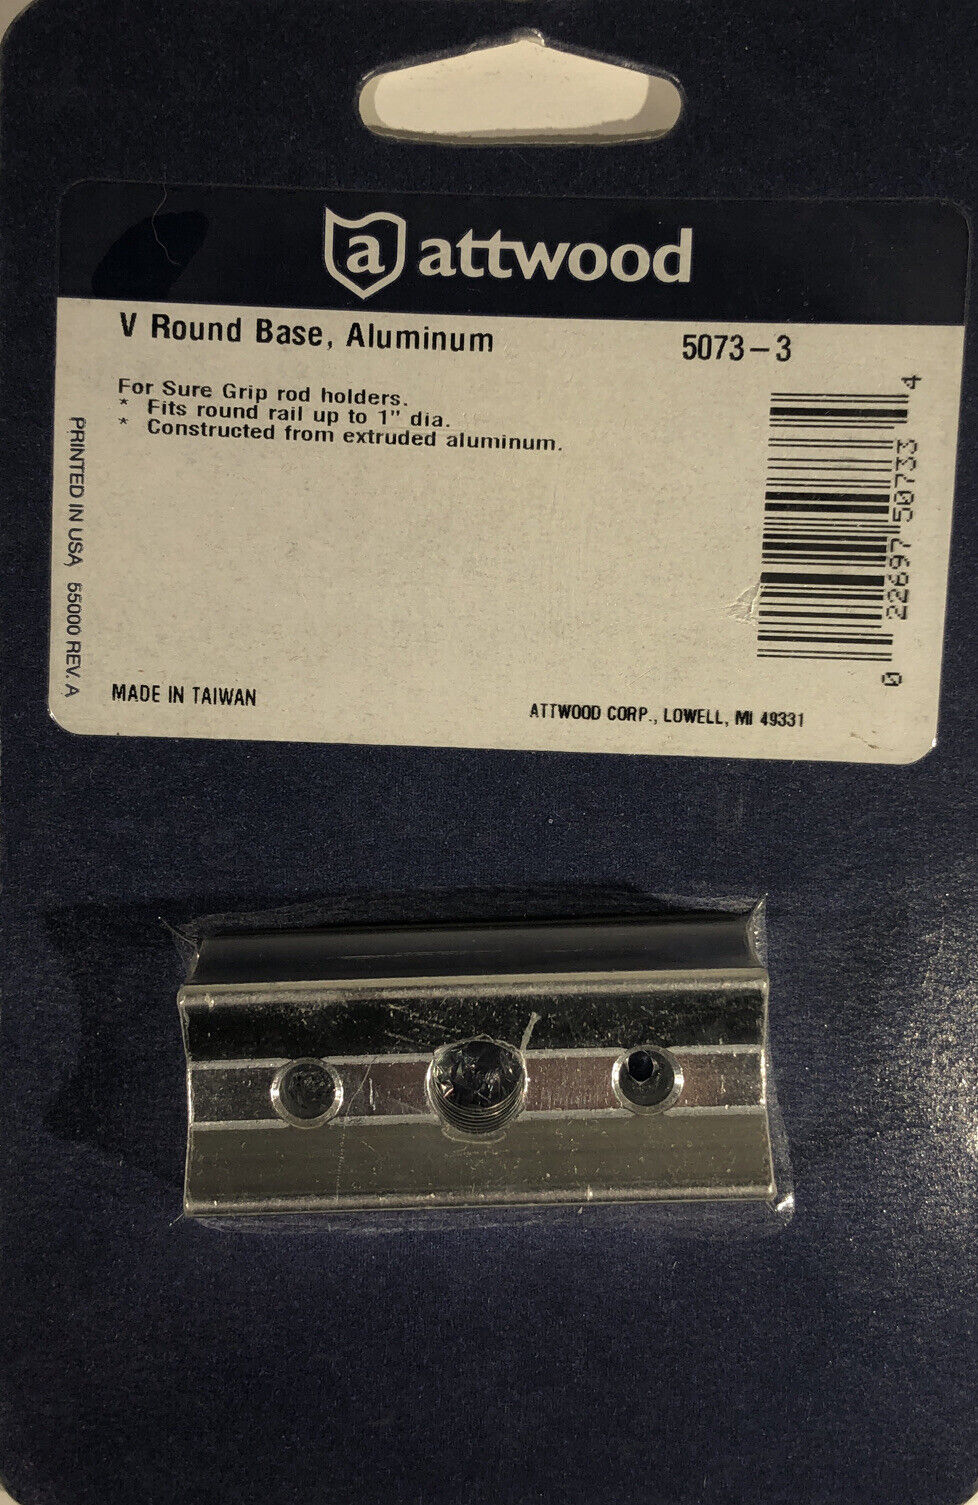 a attwood
V Round Base, Aluminum
5073-3
For Sure Grip rod holders.
* Fits round rail up to 1" dia.
* Constructed from extruded aluminum.
PRINTED IN USA 55000 REV. A
0 22697 50733 4
MADE IN TAIWAN
ATTWOOD CORP., LOWELL, MI 49331